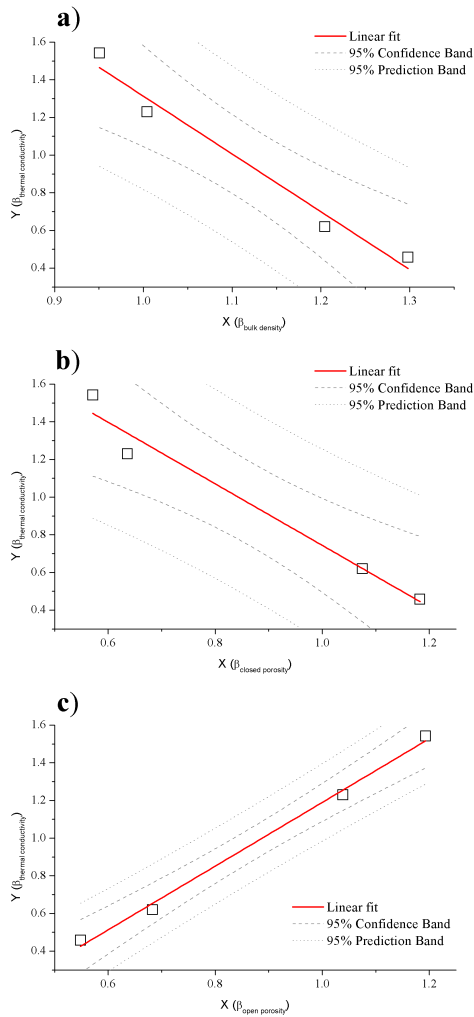 a)
Linear fit
95% Confidence Band
95% Prediction Band
1.6
1.4
1.2
1.0
0.8
0.6
0.4
Y (βthermal conductivity)
0.9 1.0 1.1 1.2 1.3
X (βbulk density)
b)
Linear fit
95% Confidence Band
95% Prediction Band
1.6
1.4
1.2
1.0
0.8
0.6
0.4
Y (βthermal conductivity)
0.6 0.8 1.0 1.2
X (βclosed porosity)
c)
1.6
1.4
1.2
1.0
0.8
0.6
0.4
Y (βthermal conductivity)
Linear fit
95% Confidence Band
95% Prediction Band
0.6 0.8 1.0 1.2
X (βopen porosity)